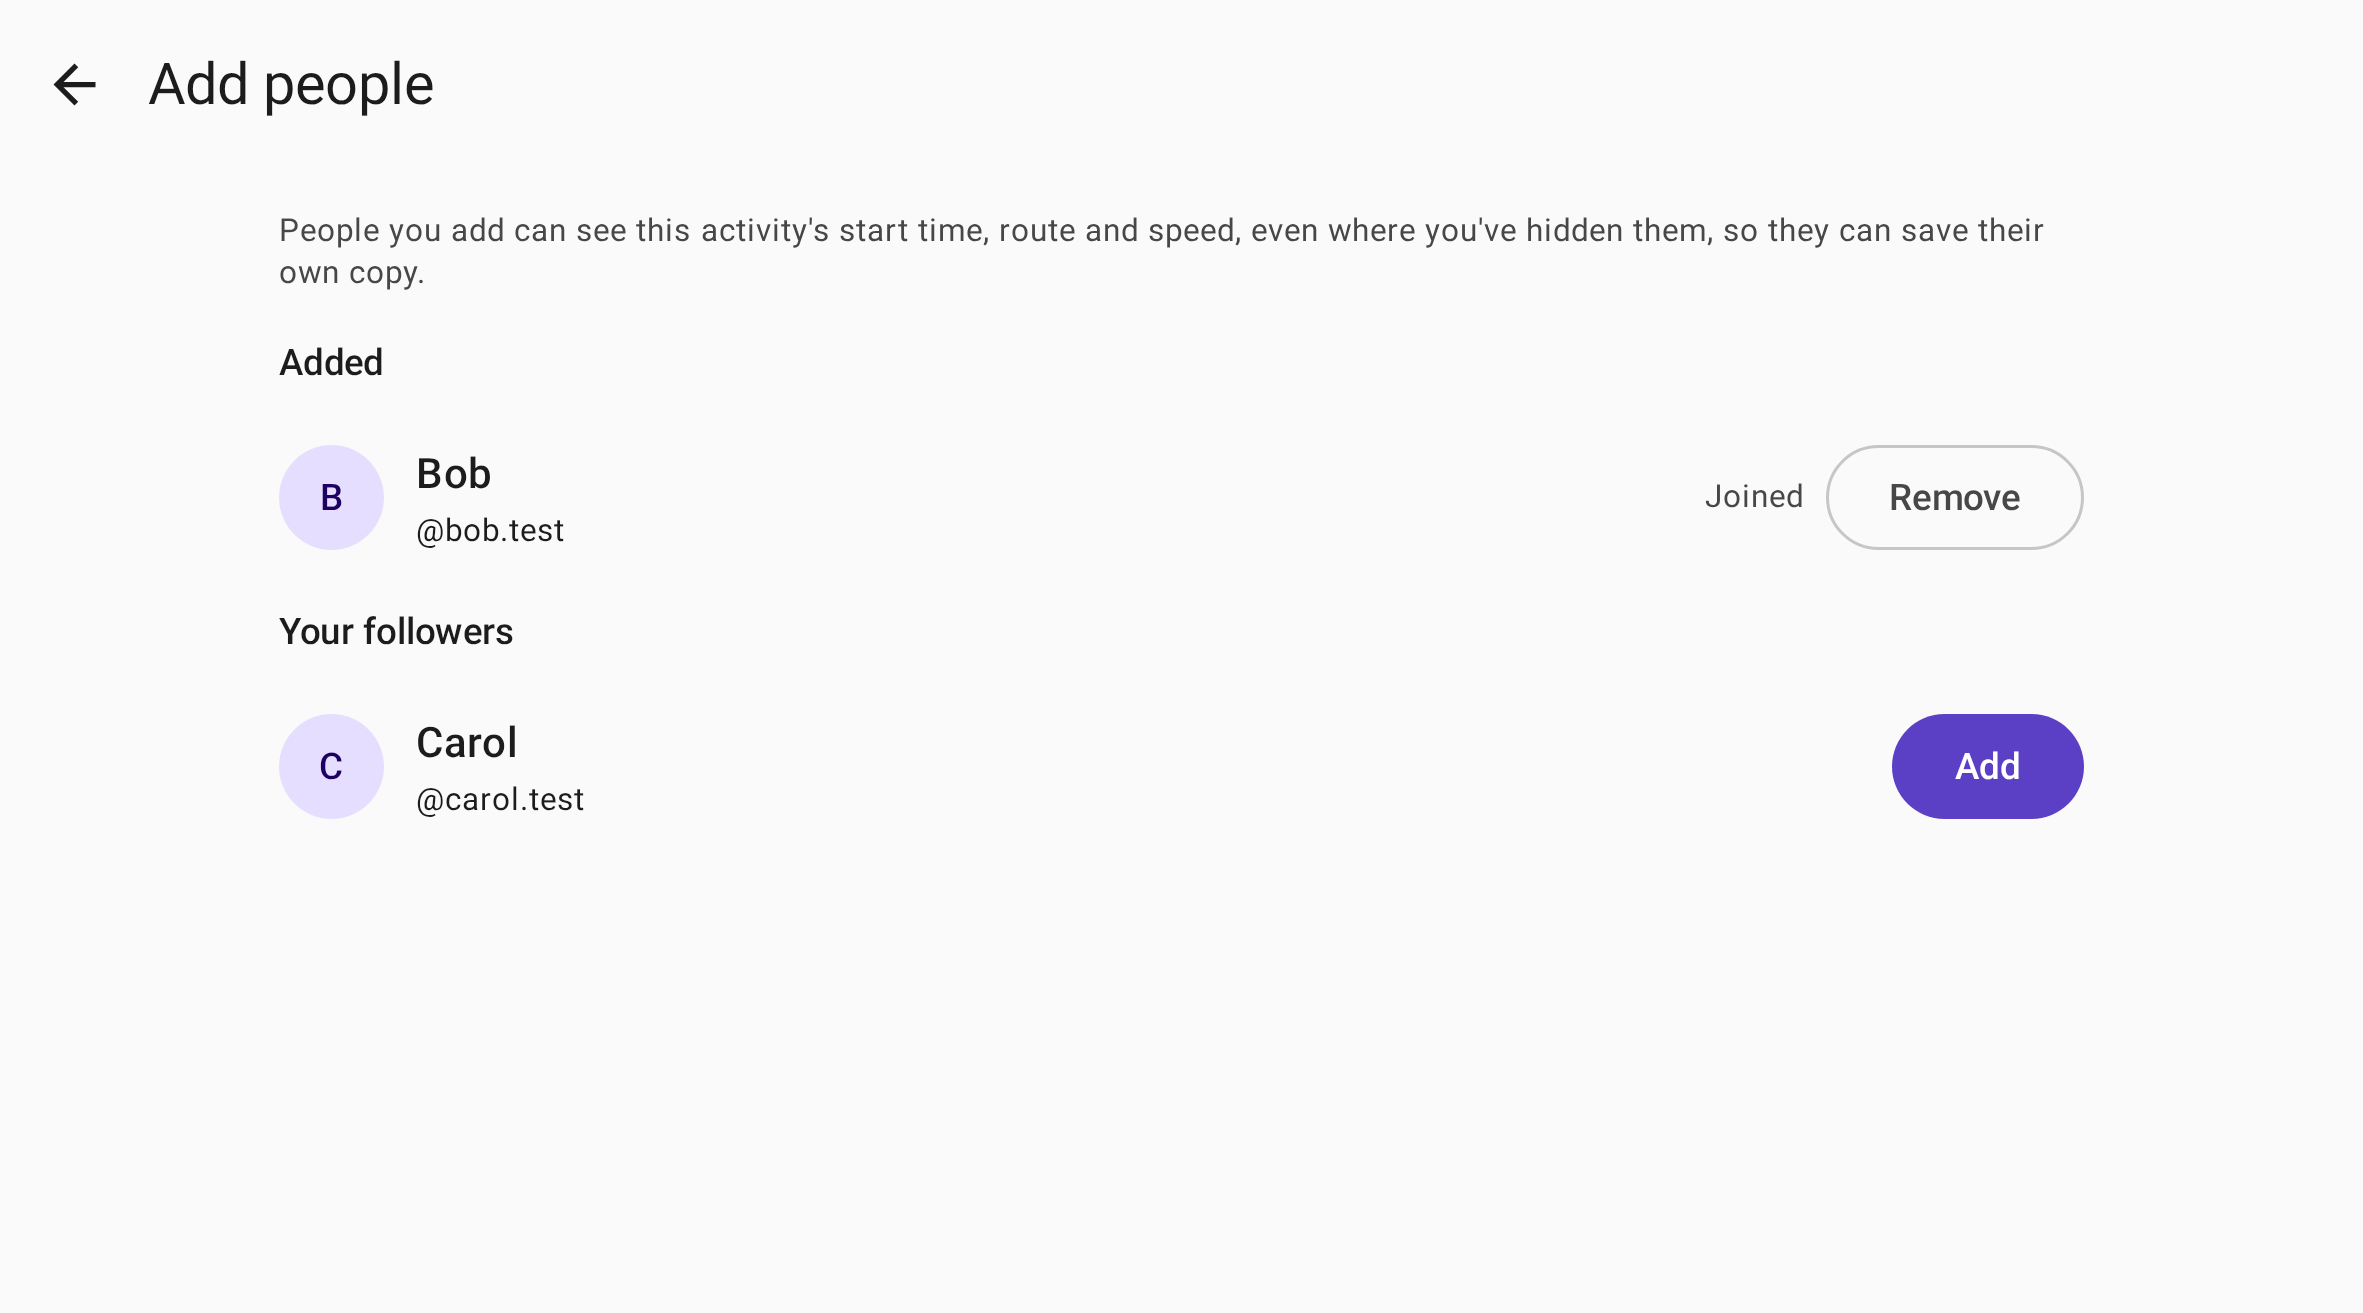 Add people
People you add can see this activity's start time, route and speed, even where you've hidden them, so they can save their
own copy.
Added
B
Bob
@bob.test
Joined
Remove
Your followers
C
Carol
@carol.test
Add